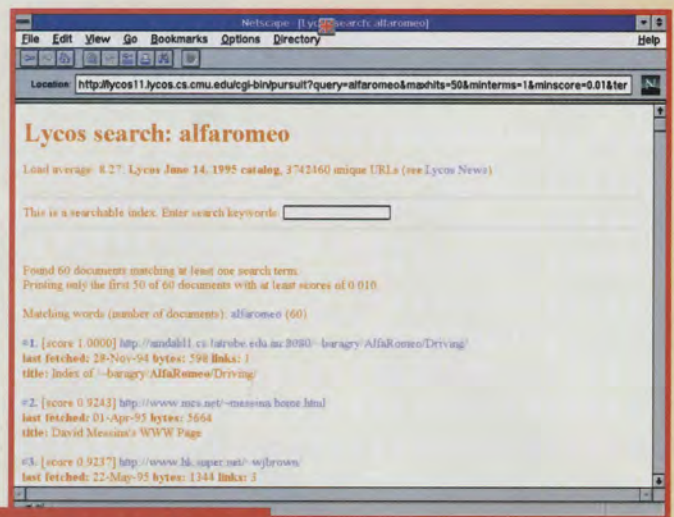 Netscape - [Lycos search: alfaromeo]
File Edit View Go Bookmarks Options Directory Help
Location: http://lycos11.lycos.cs.cmu.edu/cgi-bin/pursuit?query=alfaromeo&maxhits=50&minterms=1&minscore=0.01&ter
N
Lycos search: alfaromeo
Load average: 8.27: Lycos June 14, 1995 catalog, 3742160 unique URLs (see Lycos News)
This is a searchable index. Enter search keywords:
Found 60 documents matching at least one search term.
Printing only the first 50 of 60 documents with at least scores of 0.010.
Matching words (number of documents): alfaromeo (60)
#1. [score 1.0000] latrobe.edu.au:8080/~baragry/AlfaRomeo/Driving/
last fetched: 28-Nov-94 bytes: 598 links: 1
title: Index of /~baragry/AlfaRomeo/Driving/
#2. [score 0.9243] http://www.mcs.net/~messina/home.html
last fetched: 01-Apr-95 bytes: 5664
title: David Messina's WWW Page
#3. [score 0.9237] http://www.hk.super.net/~wjbrown/
last fetched: 22-May-95 bytes: 1344 links: 3